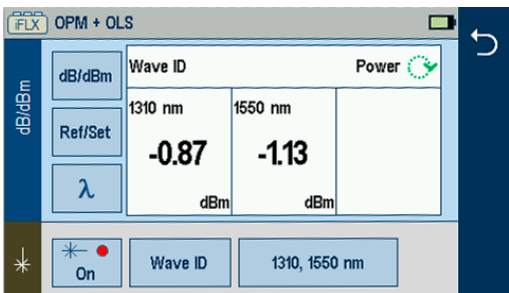 iFLX OPM + OLS
dB/dBm
dB/dBm
Ref/Set
λ
Wave ID Power
1310 nm 1550 nm
-0.87 -1.13
dBm dBm
On
Wave ID
1310, 1550 nm